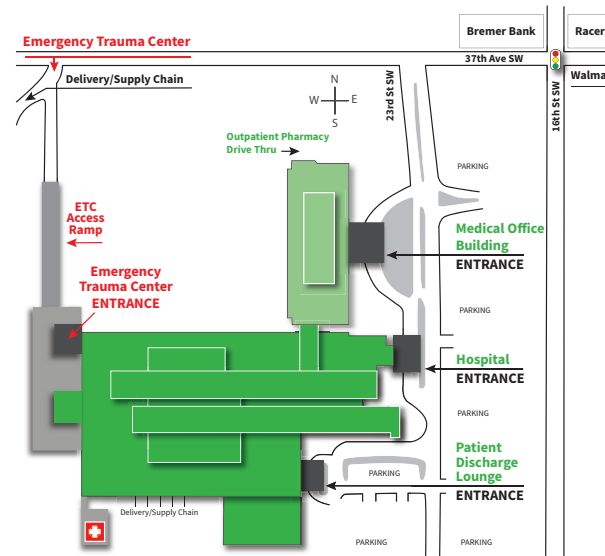 Bremer Bank
Racer
Emergency Trauma Center
37th Ave SW
Delivery/Supply Chain
Walma
N
W
E
S
23rd St SW
16th St SW
Outpatient Pharmacy
Drive Thru
PARKING
ETC
Access
Ramp
Medical Office
Building
ENTRANCE
Emergency
Trauma Center
ENTRANCE
PARKING
Hospital
ENTRANCE
PARKING
Patient
Discharge
Lounge
ENTRANCE
PARKING
Delivery/Supply Chain
PARKING
PARKING